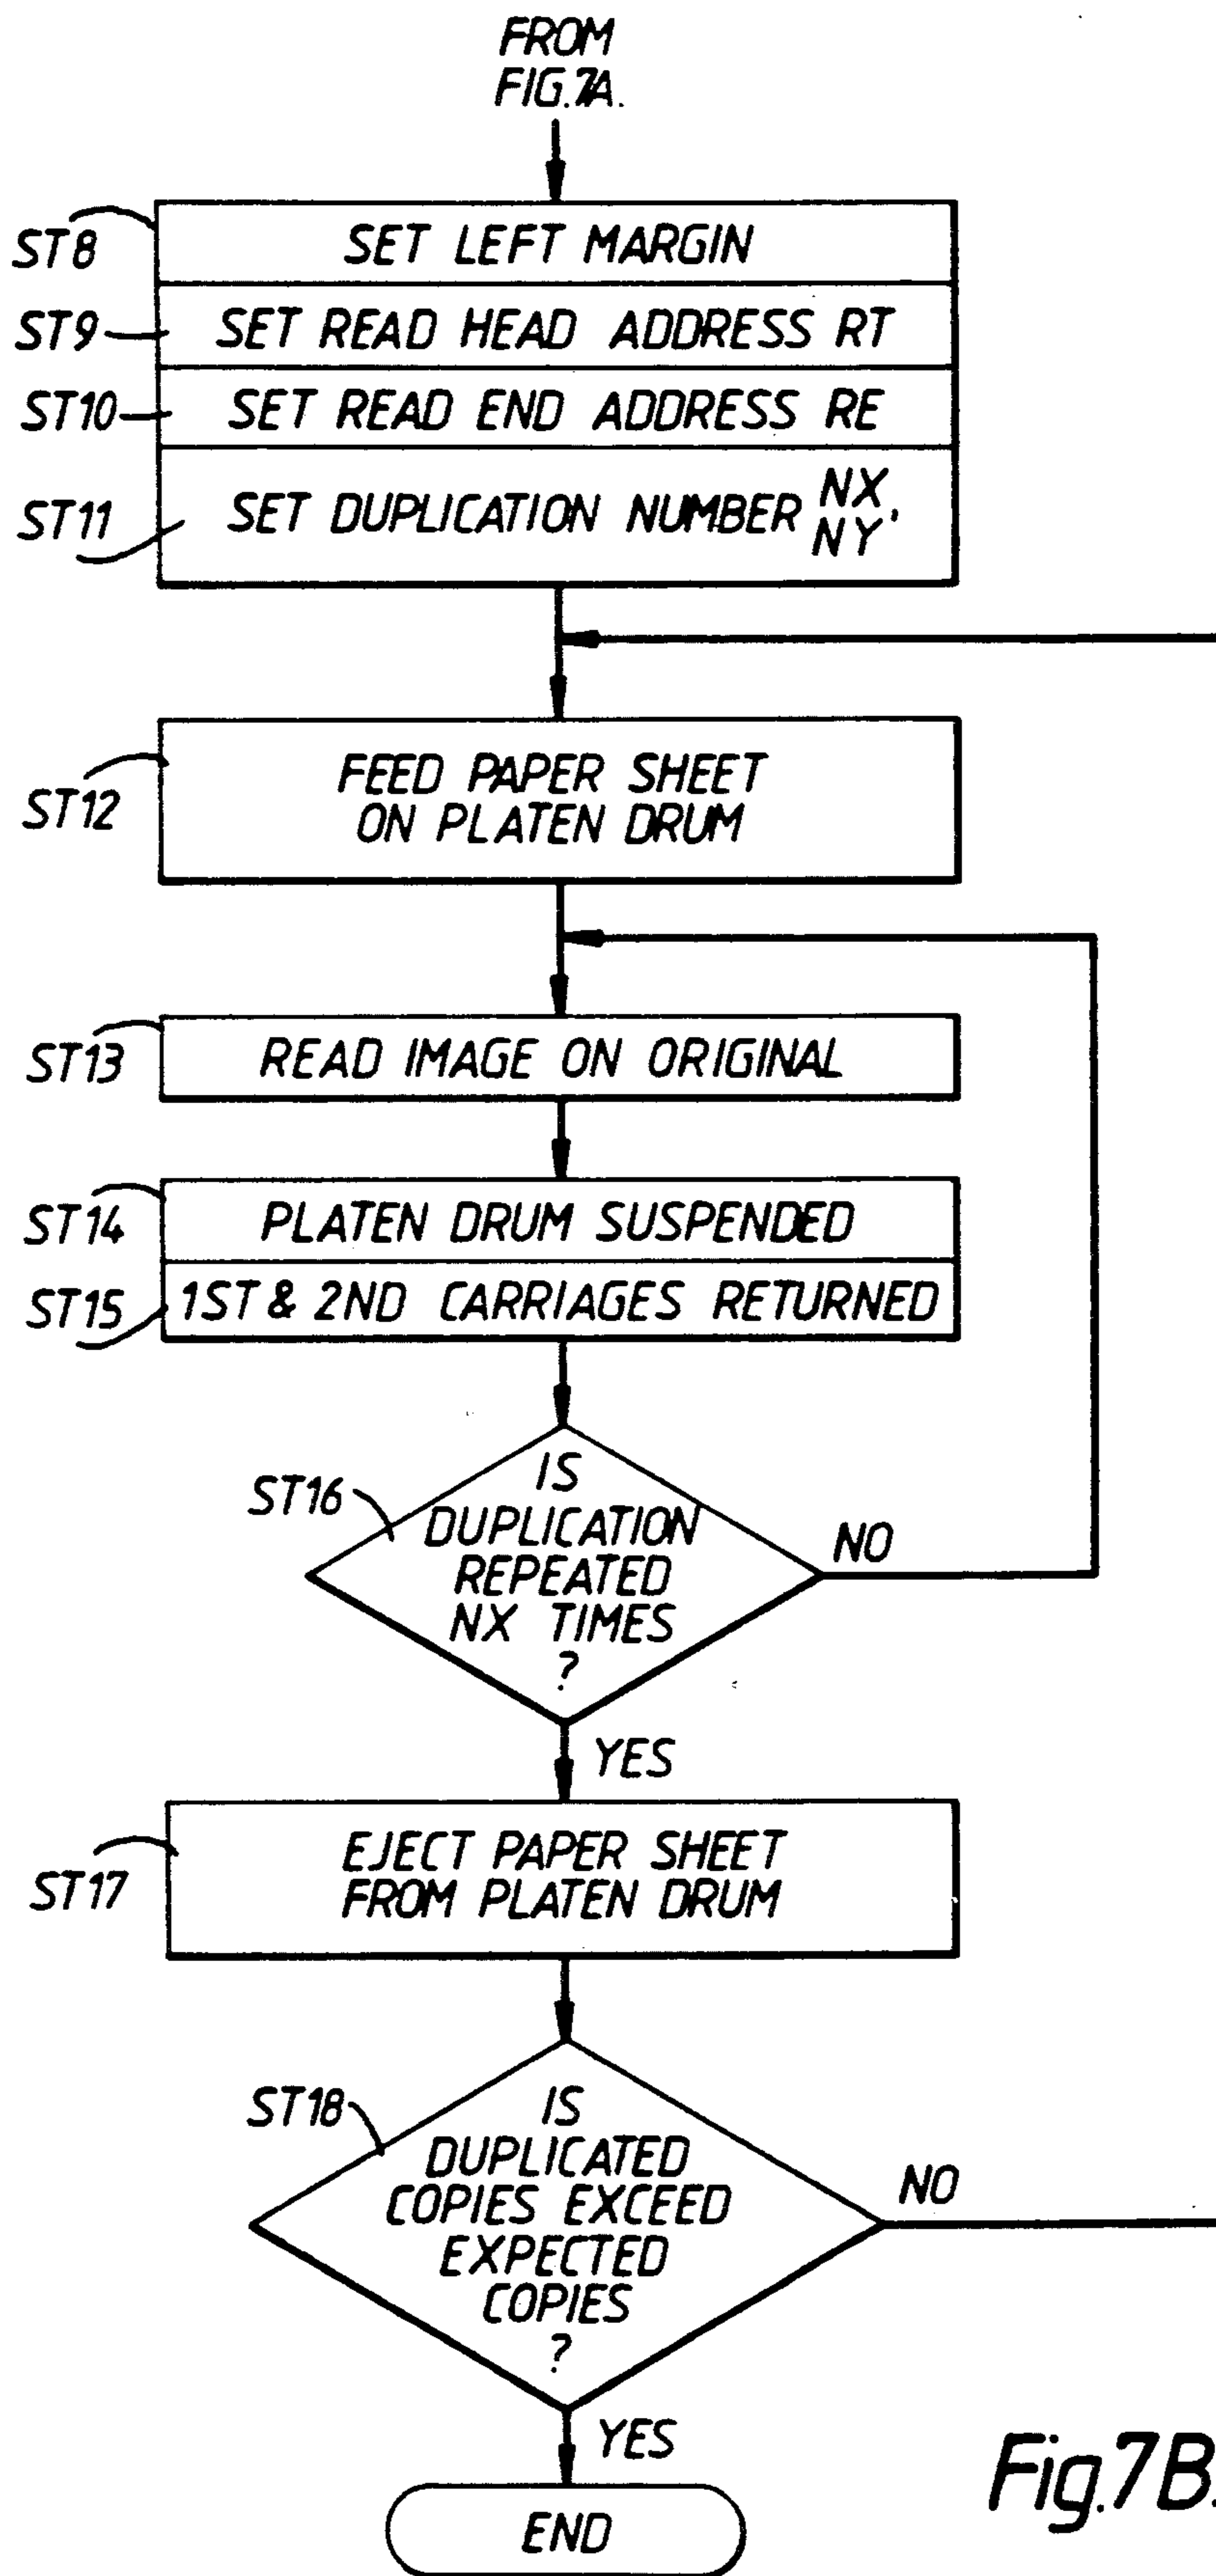 FROM
FIG.7A.
ST8
SET LEFT MARGIN
ST9
SET READ HEAD ADDRESS RT
ST10
SET READ END ADDRESS RE
ST11
SET DUPLICATION NUMBER NX,
NY
ST12
FEED PAPER SHEET
ON PLATEN DRUM
ST13
READ IMAGE ON ORIGINAL
ST14
PLATEN DRUM SUSPENDED
ST15
1ST & 2ND CARRIAGES RETURNED
ST16
IS
DUPLICATION
REPEATED
NX TIMES
?
NO
YES
ST17
EJECT PAPER SHEET
FROM PLATEN DRUM
ST18
IS
DUPLICATED
COPIES EXCEED
EXPECTED
COPIES
?
NO
YES
END
Fig.7B.